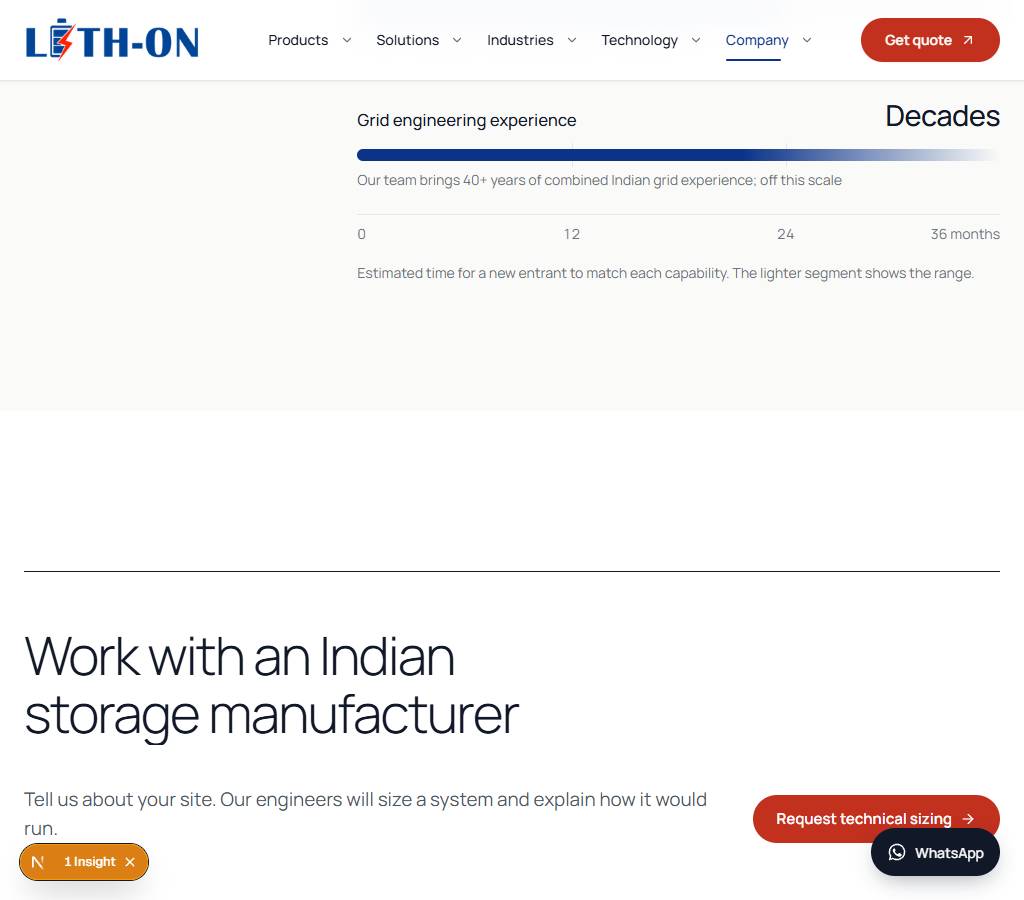 LITH-ON
Products
Solutions
Industries
Technology
Company
Get quote
Grid engineering experience
Decades
Our team brings 40+ years of combined Indian grid experience; off this scale
0
12
24
36 months
Estimated time for a new entrant to match each capability. The lighter segment shows the range.
Work with an Indian
storage manufacturer
Tell us about your site. Our engineers will size a system and explain how it would
run.
Request technical sizing
WhatsApp
N
1 Insight